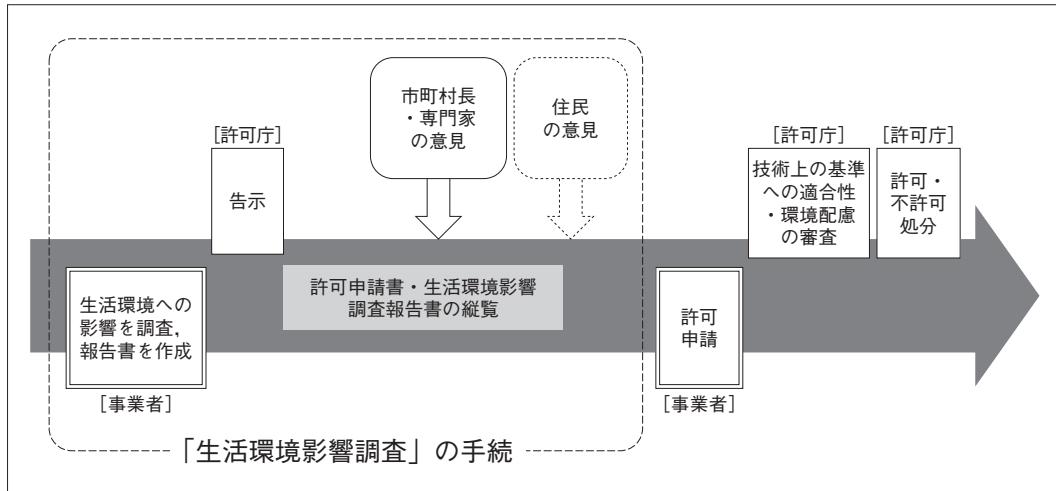 市町村長
・専門家
の意見
住民
の意見
［許可庁］
告示
［許可庁］
技術上の基準
への適合性
・環境配慮
の審査
［許可庁］
許可・
不許可
処分
生活環境への
影響を調査，
報告書を作成
［事業者］
許可申請書・生活環境影響
調査報告書の縦覧
許可
申請
［事業者］
「生活環境影響調査」の手続